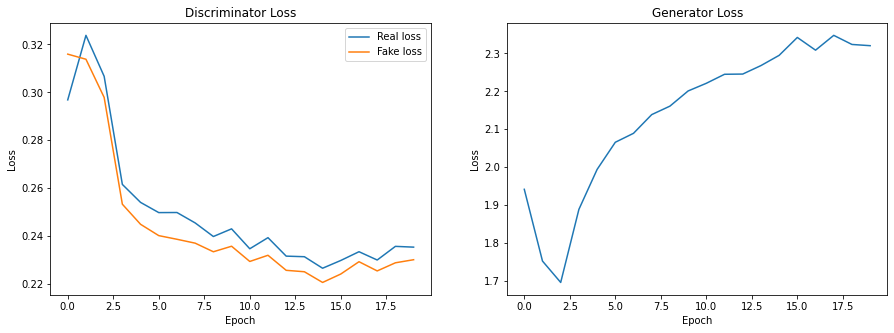 Discriminator Loss
Real loss
Fake loss
0.32
0.30
0.28
0.26
0.24
0.22
Loss
0.0 2.5 5.0 7.5 10.0 12.5 15.0 17.5
Epoch
Generator Loss
2.3
2.2
2.1
2.0
1.9
1.8
1.7
Loss
0.0 2.5 5.0 7.5 10.0 12.5 15.0 17.5
Epoch